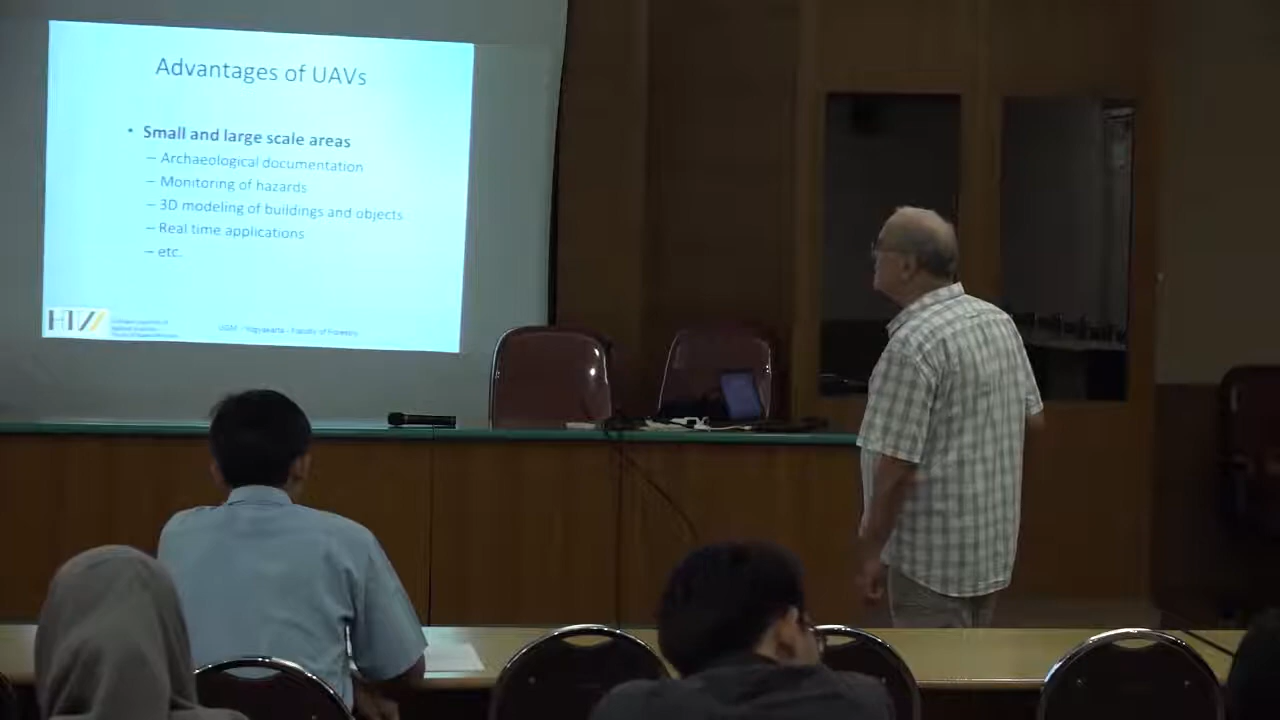 Advantages of UAVs
• Small and large scale areas
– Archaeological documentation
– Monitoring of hazards
– 3D modeling of buildings and objects
– Real time applications
– etc.
UGM - Yogyakarta - Faculty of Forestry